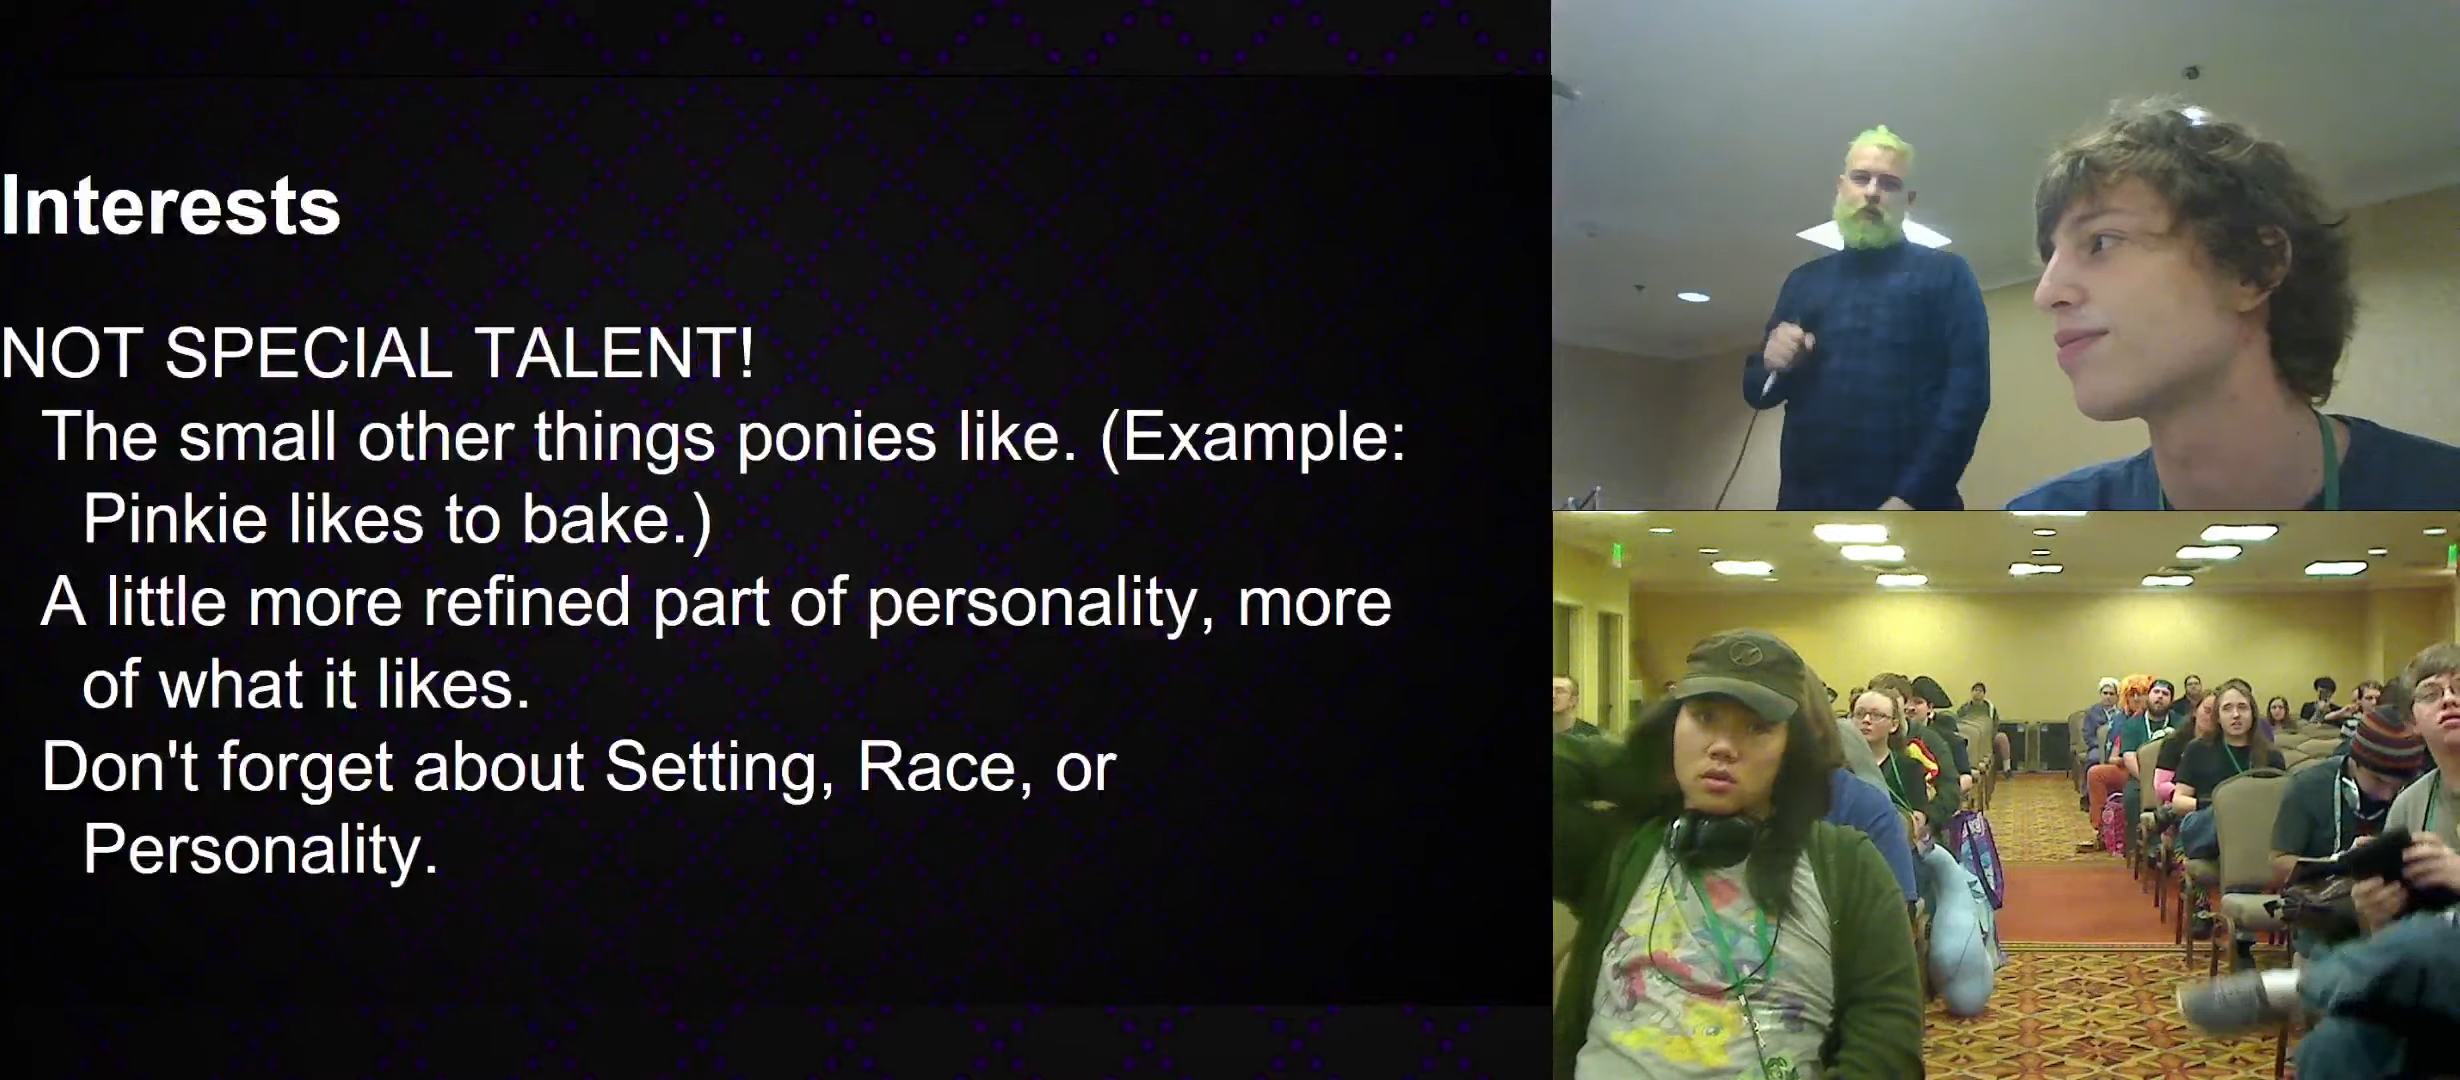 Interests
NOT SPECIAL TALENT!
The small other things ponies like. (Example:
Pinkie likes to bake.)
A little more refined part of personality, more
of what it likes.
Don't forget about Setting, Race, or
Personality.